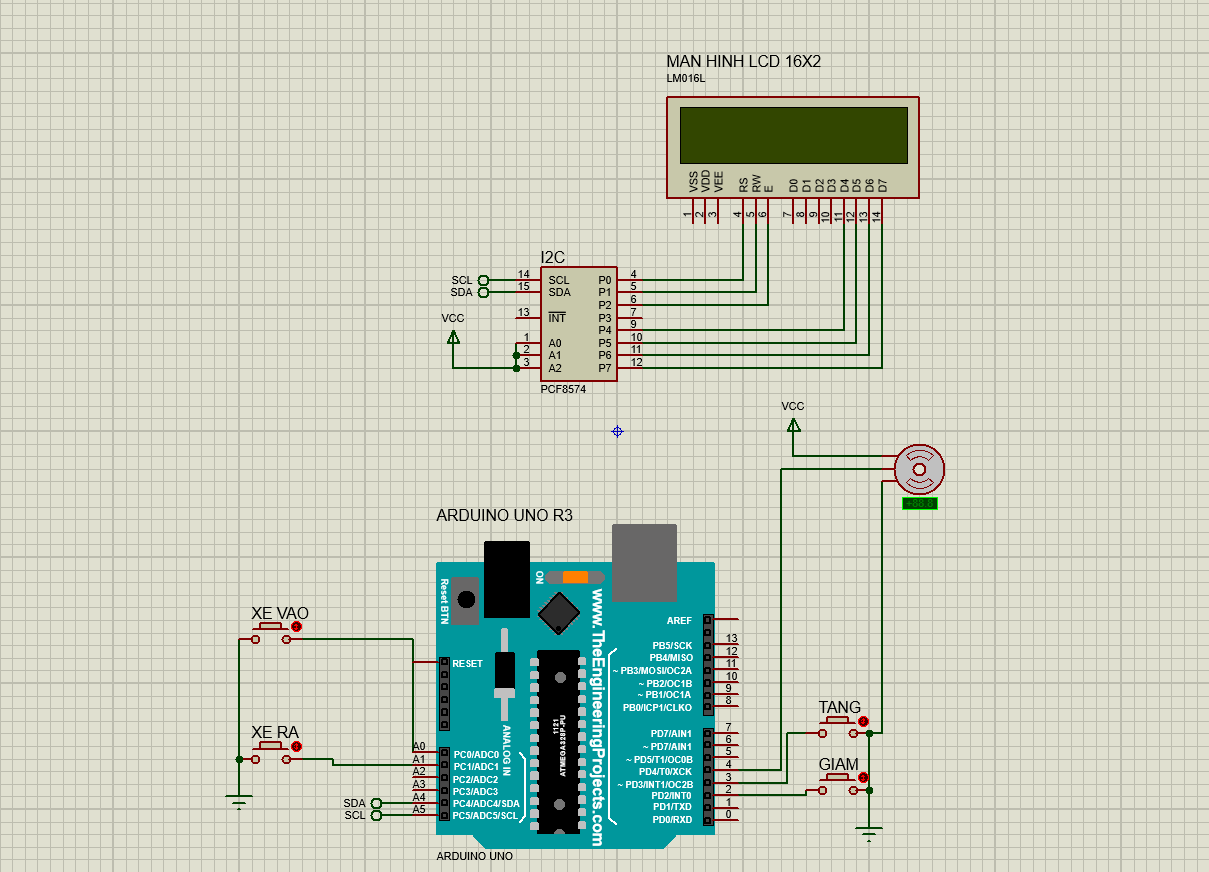 MAN HINH LCD 16X2
LM016L
VSS
VDD
VEE
RS
RW
E
D0
D1
D2
D3
D4
D5
D6
D7
1
2
3
4
5
6
7
8
9
10
11
12
13
14
I2C
SCL 14 SCL P0 4
SDA 15 SDA P1 5
P2 6
13 INT P3 7
P4 9
1 A0 P5 10
2 A1 P6 11
3 A2 P7 12
VCC
PCF8574
VCC
ARDUINO UNO R3
Reset BTN
ON
www.TheEngineeringProjects.com
1121
ATMEGA328P-PU
ANALOG IN
RESET
AREF
PB5/SCK 13
PB4/MISO 12
~ PB3/MOSI/OC2A 11
~ PB2/OC1B 10
~ PB1/OC1A 9
PB0/ICP1/CLKO 8
PD7/AIN1 7
~ PD7/AIN1 6
~ PD5/T1/OC0B 5
PD4/T0/XCK 4
~ PD3/INT1/OC2B 3
PD2/INT0 2
PD1/TXD 1
PD0/RXD 0
XE VAO
XE RA
A0 PC0/ADC0
A1 PC1/ADC1
A2 PC2/ADC2
A3 PC3/ADC3
SDA A4 PC4/ADC4/SDA
SCL A5 PC5/ADC5/SCL
TANG
GIAM
ARDUINO UNO